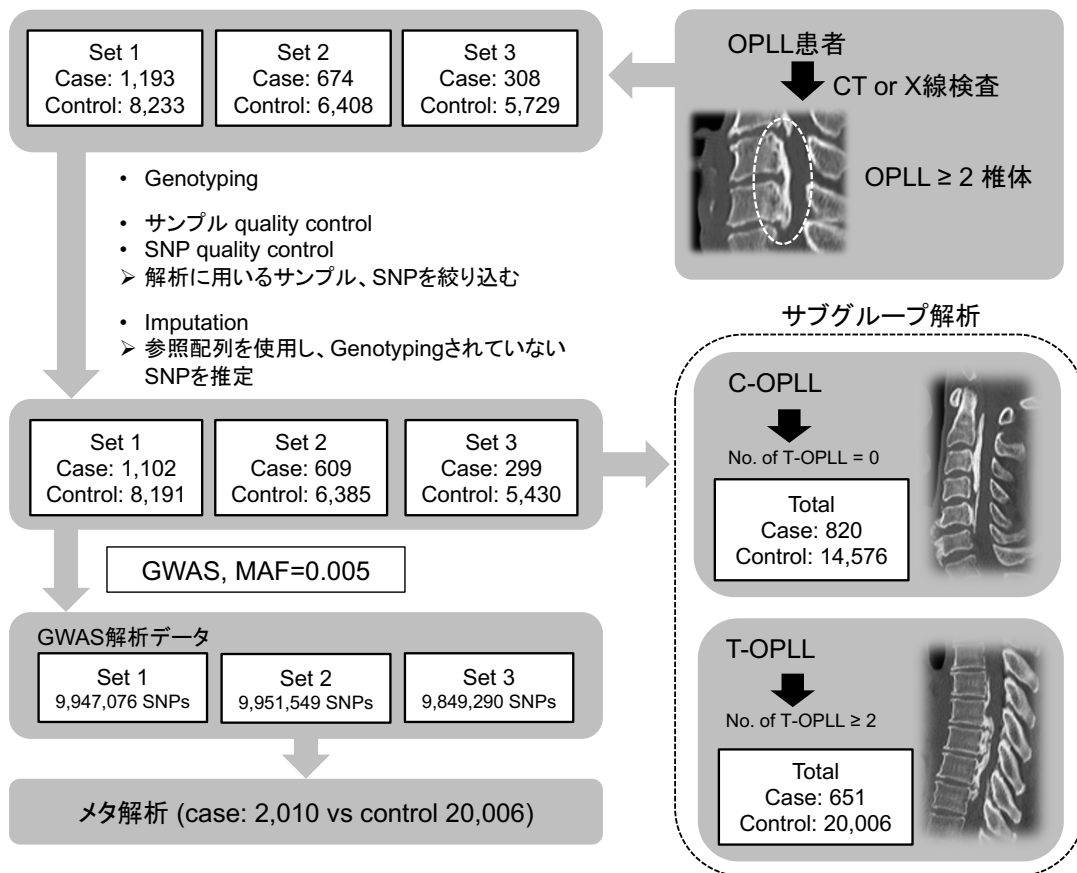 OPLL患者
CT or X線検査
OPLL ≥ 2 椎体
Set 1
Case: 1,193
Control: 8,233
Set 2
Case: 674
Control: 6,408
Set 3
Case: 308
Control: 5,729
• Genotyping
• サンプル quality control
• SNP quality control
➢ 解析に用いるサンプル、SNPを絞り込む
• Imputation
➢ 参照配列を使用し、Genotypingされていない
SNPを推定
Set 1
Case: 1,102
Control: 8,191
Set 2
Case: 609
Control: 6,385
Set 3
Case: 299
Control: 5,430
GWAS, MAF=0.005
GWAS解析データ
Set 1
9,947,076 SNPs
Set 2
9,951,549 SNPs
Set 3
9,849,290 SNPs
メタ解析 (case: 2,010 vs control 20,006)
サブグループ解析
C-OPLL
No. of T-OPLL = 0
Total
Case: 820
Control: 14,576
T-OPLL
No. of T-OPLL ≥ 2
Total
Case: 651
Control: 20,006